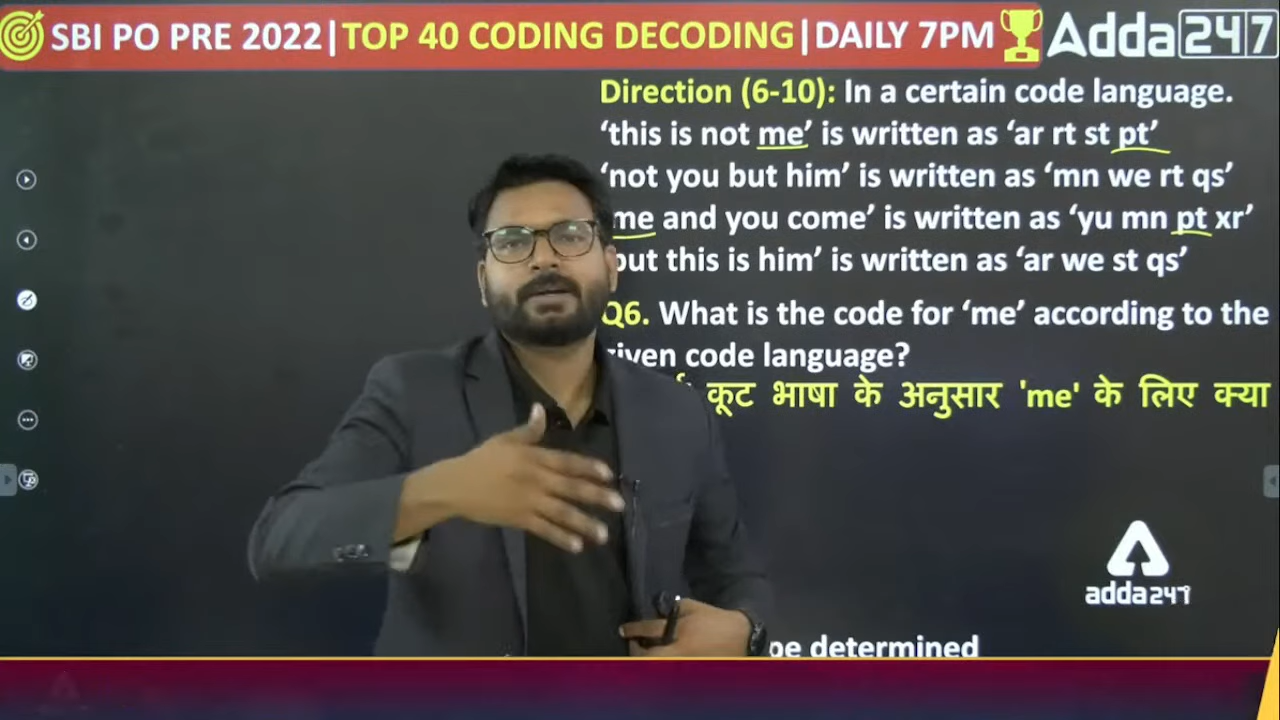 SBI PO PRE 2022|TOP 40 CODING DECODING|DAILY 7PM
Adda247
Direction (6-10): In a certain code language.
‘this is not me’ is written as ‘ar rt st pt’
‘not you but him’ is written as ‘mn we rt qs’
me and you come’ is written as ‘yu mn pt xr’
but this is him’ is written as ‘ar we st qs’
Q6. What is the code for ‘me’ according to the
given code language?
कूट भाषा के अनुसार 'me' के लिए क्या
adda247
be determined